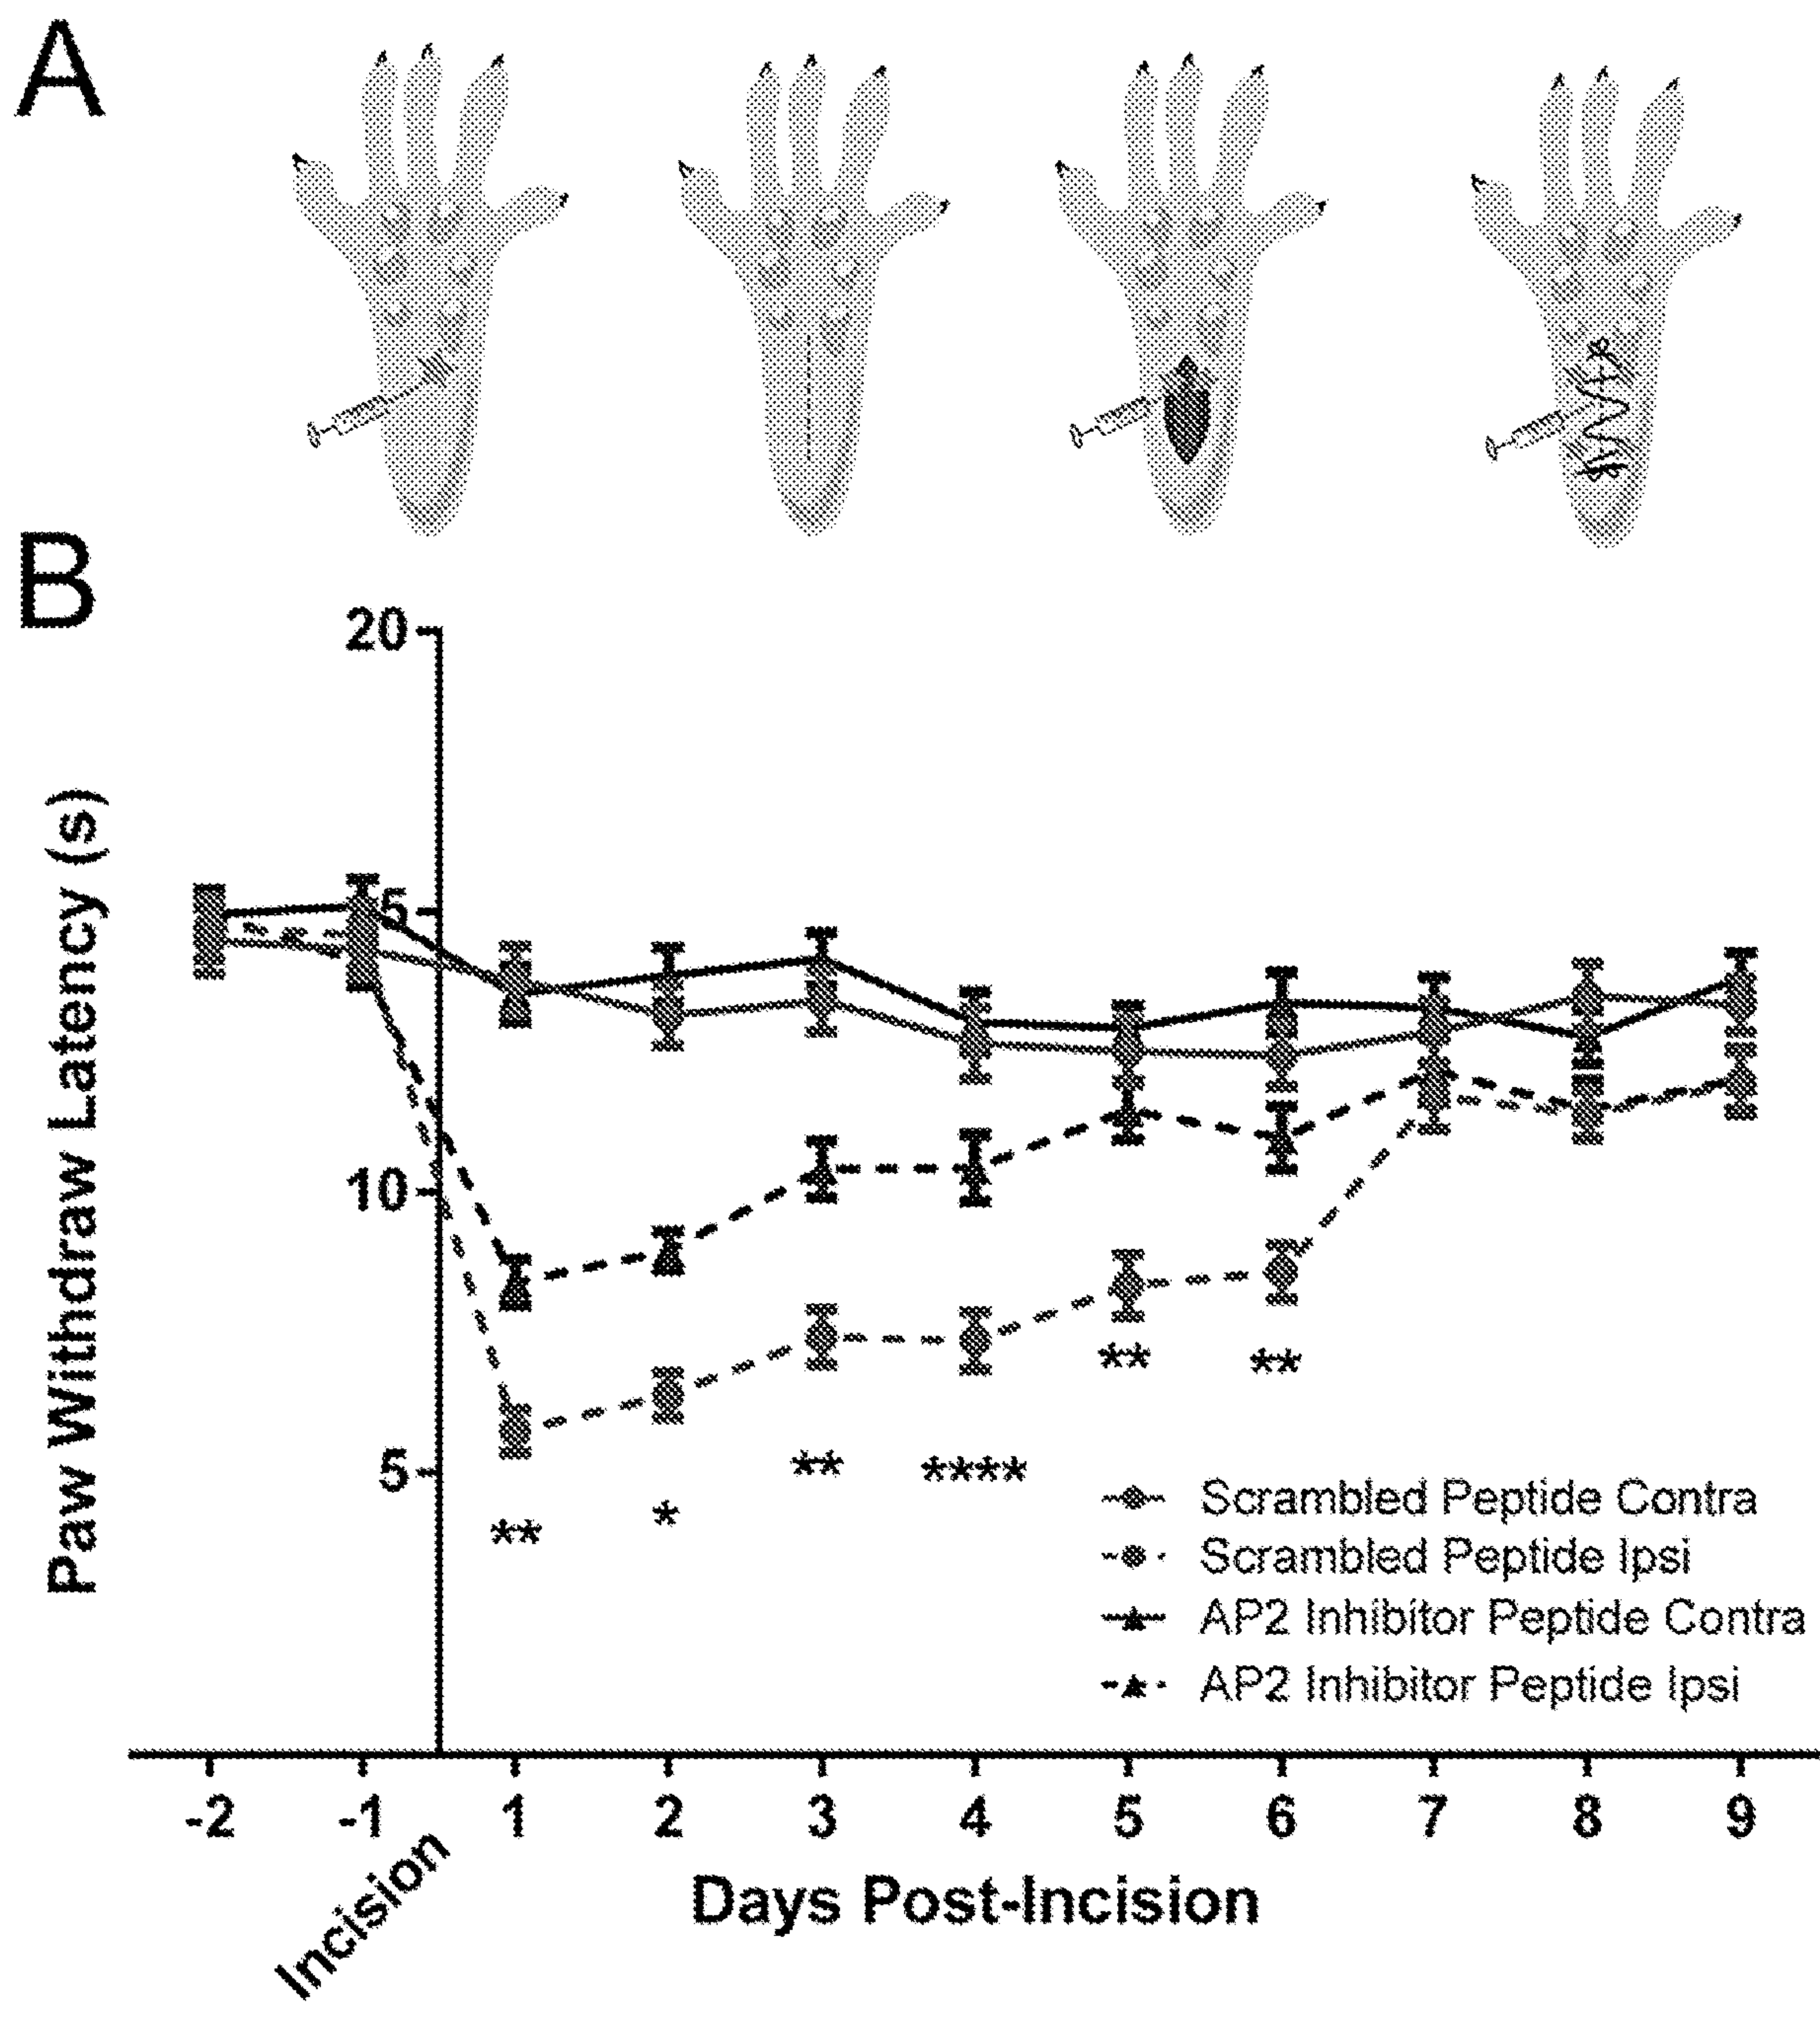 A
B
20
5
10
5
Paw Withdraw Latency (s)
** * ** **** ** **
Scrambled Peptide Contra
Scrambled Peptide Ipsi
AP2 Inhibitor Peptide Contra
AP2 Inhibitor Peptide Ipsi
-2 -1 1 2 3 4 5 6 7 8 9
Incision
Days Post-Incision